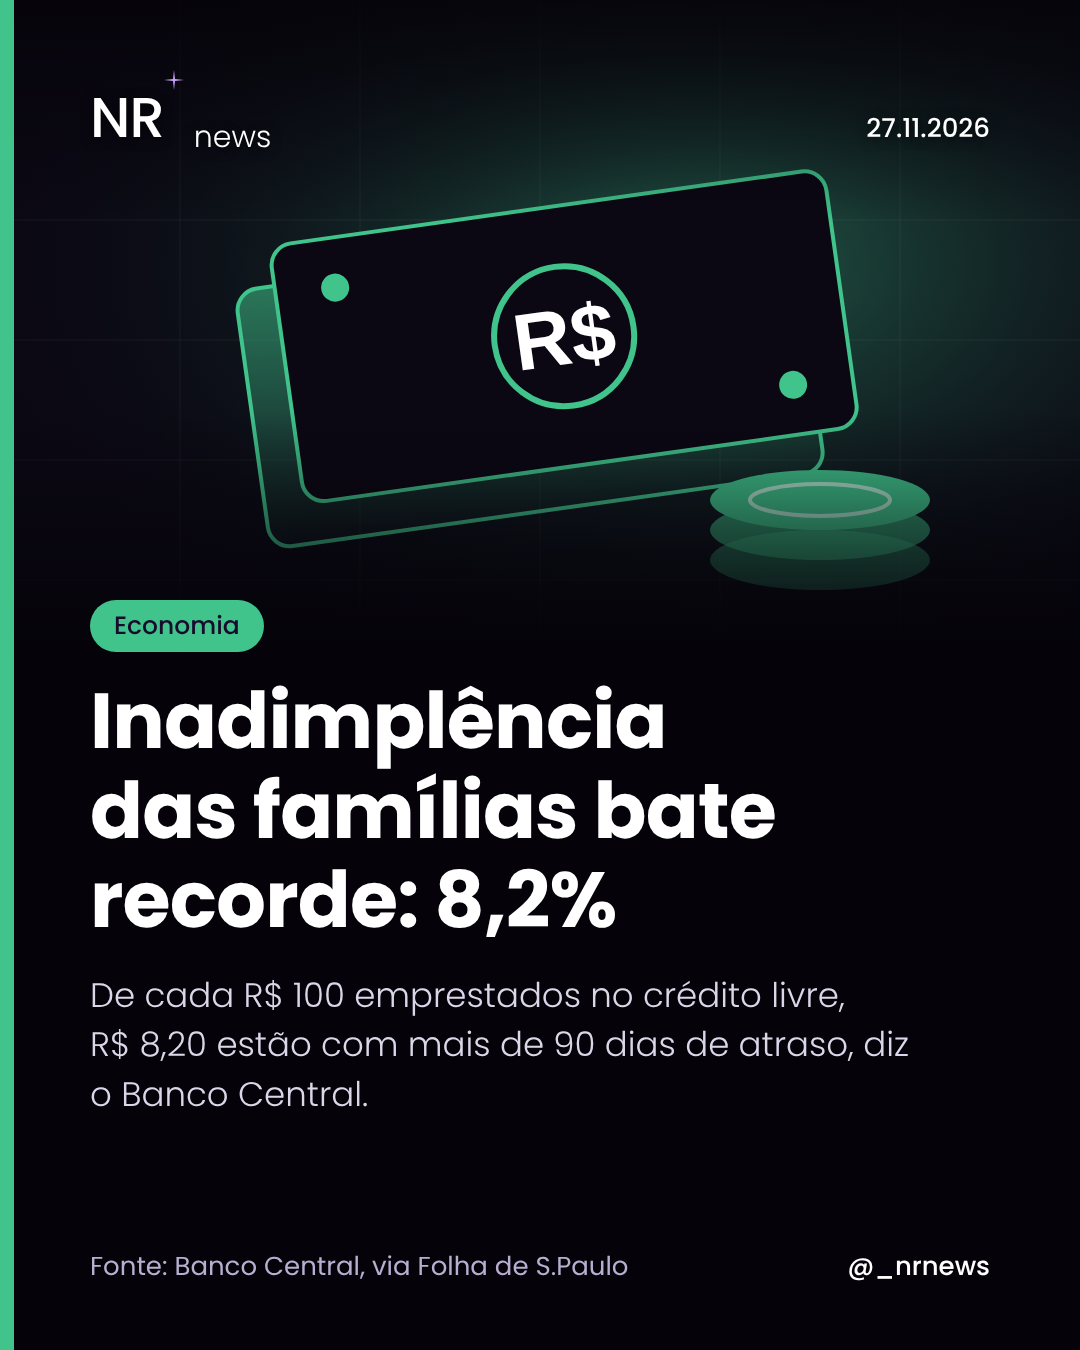 NR news
27.11.2026
R$
Economia
Inadimplência
das famílias bate
recorde: 8,2%
De cada R$ 100 emprestados no crédito livre,
R$ 8,20 estão com mais de 90 dias de atraso, diz
o Banco Central.
Fonte: Banco Central, via Folha de S.Paulo
@_nrnews